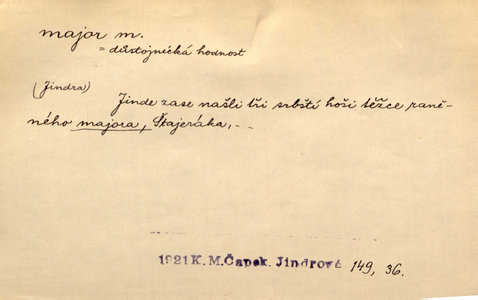 major m.
= důstojnická hodnost
(Jindra)
Jinde zase našli tři srbští hoši těžce raně-
ného majora, Štajeráka, -
1921 K. M. Čapek. Jindrové 149, 36.